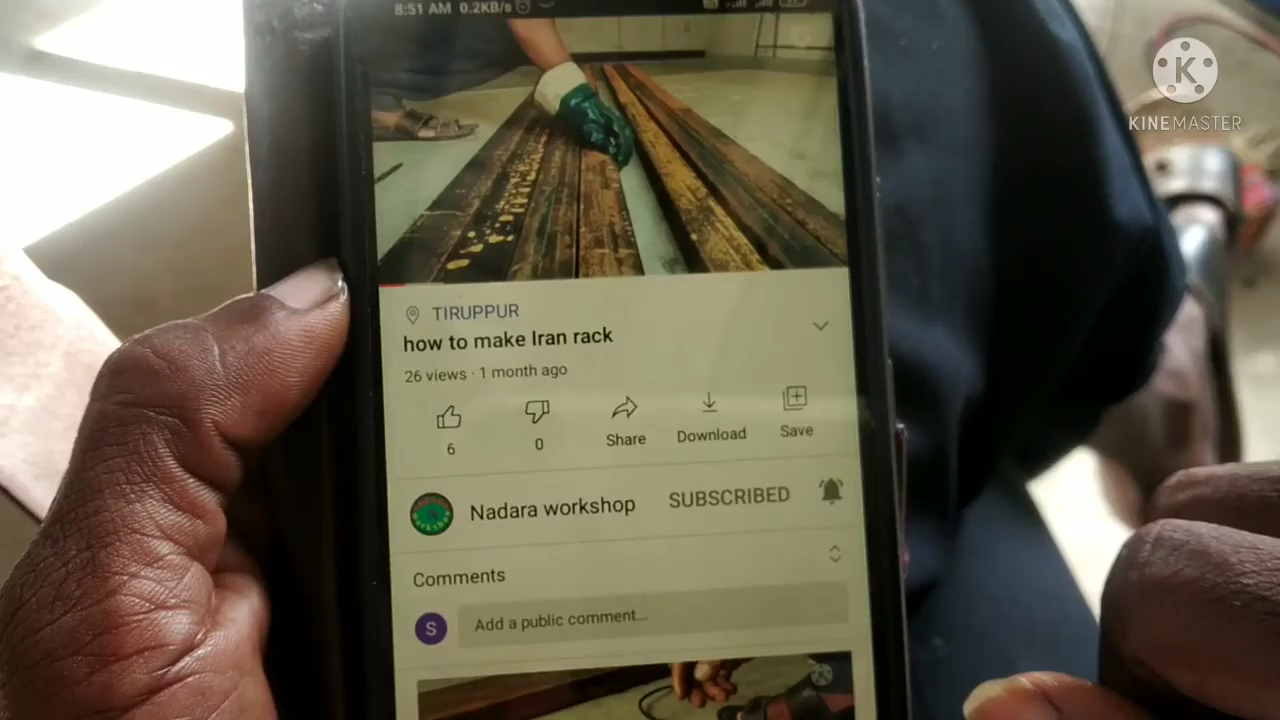 8:51 AM 0.2KB/s
KINEMASTER
TIRUPPUR
how to make Iran rack
26 views · 1 month ago
6
0
Share
Download
Save
Nadara workshop
SUBSCRIBED
Comments
S
Add a public comment...